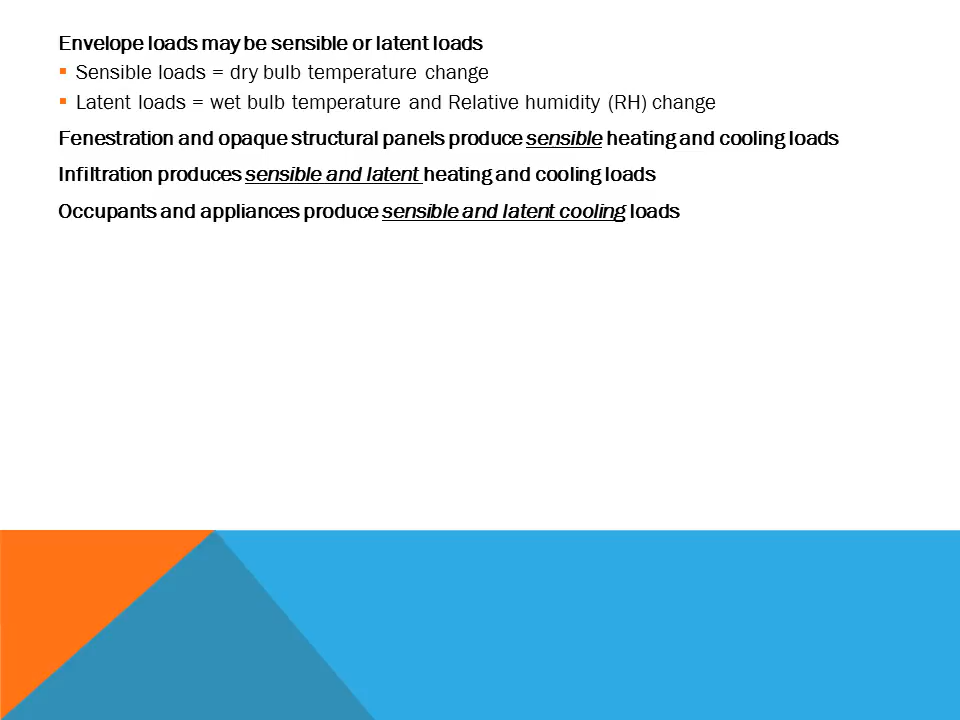 Envelope loads may be sensible or latent loads
▪ Sensible loads = dry bulb temperature change
▪ Latent loads = wet bulb temperature and Relative humidity (RH) change
Fenestration and opaque structural panels produce sensible heating and cooling loads
Infiltration produces sensible and latent heating and cooling loads
Occupants and appliances produce sensible and latent cooling loads